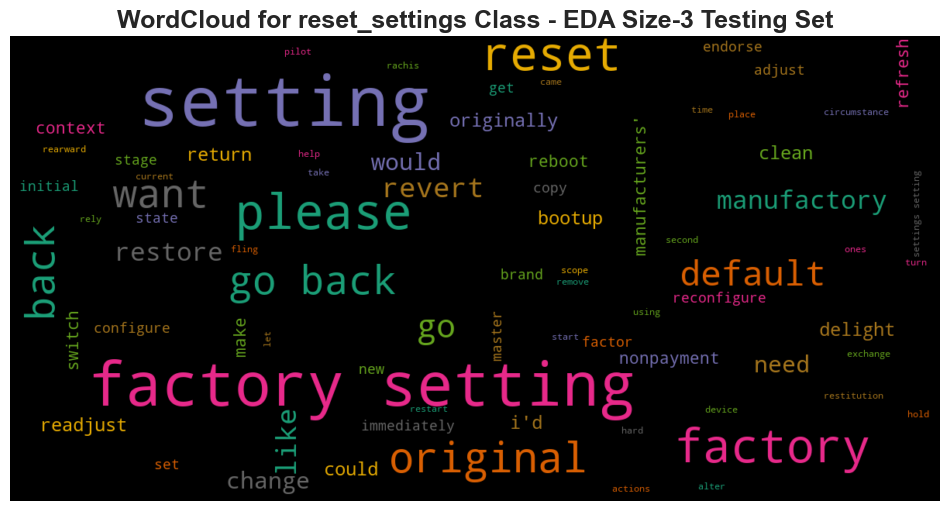 WordCloud for reset_settings Class - EDA Size-3 Testing Set
pilot
reset
endorse
refresh
rachis
setting
get
came
adjust
originally
time
place
circumstance
context
rearward
stage
return
help
would
reboot
manufacturers'
clean
current
take
initial
want
revert
copy
manufactory
settings setting
rely
state
please
bootup
back
restore
fling
second
ones
turn
go back
brand
scope
remove
default
reconfigure
switch
configure
make
let
go
master
start
using
factor
delight
nonpayment
exchange
need
new
factory setting
device
restitution
hold
restart
readjust
like
immediately
i'd
hard
factory
original
set
change
could
actions
alter